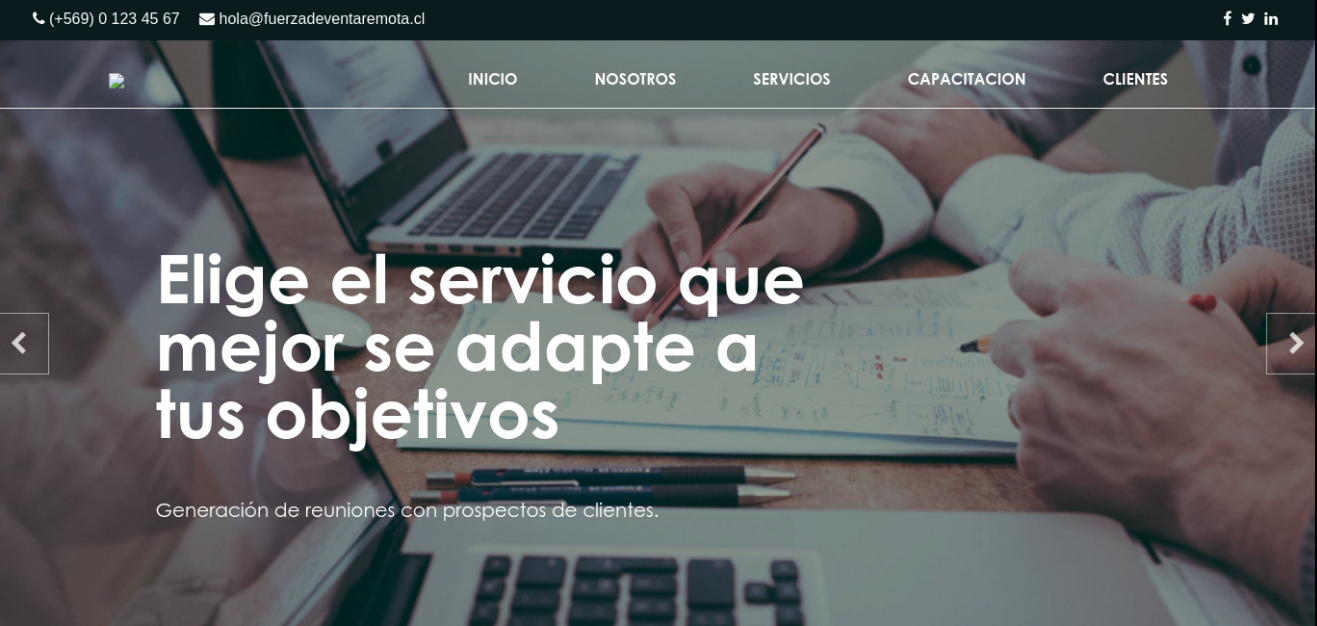 (+569) 0 123 45 67 hola@fuerzadeventaremota.cl
INICIO NOSOTROS SERVICIOS CAPACITACION CLIENTES
Elige el servicio que
mejor se adapte a
tus objetivos
Generación de reuniones con prospectos de clientes.